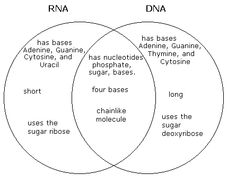 RNA
DNA
has bases
Adenine, Guanine,
Cytosine, and
Uracil
short
uses the
sugar ribose
has nucleotides
phosphate,
sugar, bases.
four bases
chainlike
molecule
has bases
Adenine, Guanine,
Thymine, and
Cytosine
long
uses the
sugar
deoxyribose